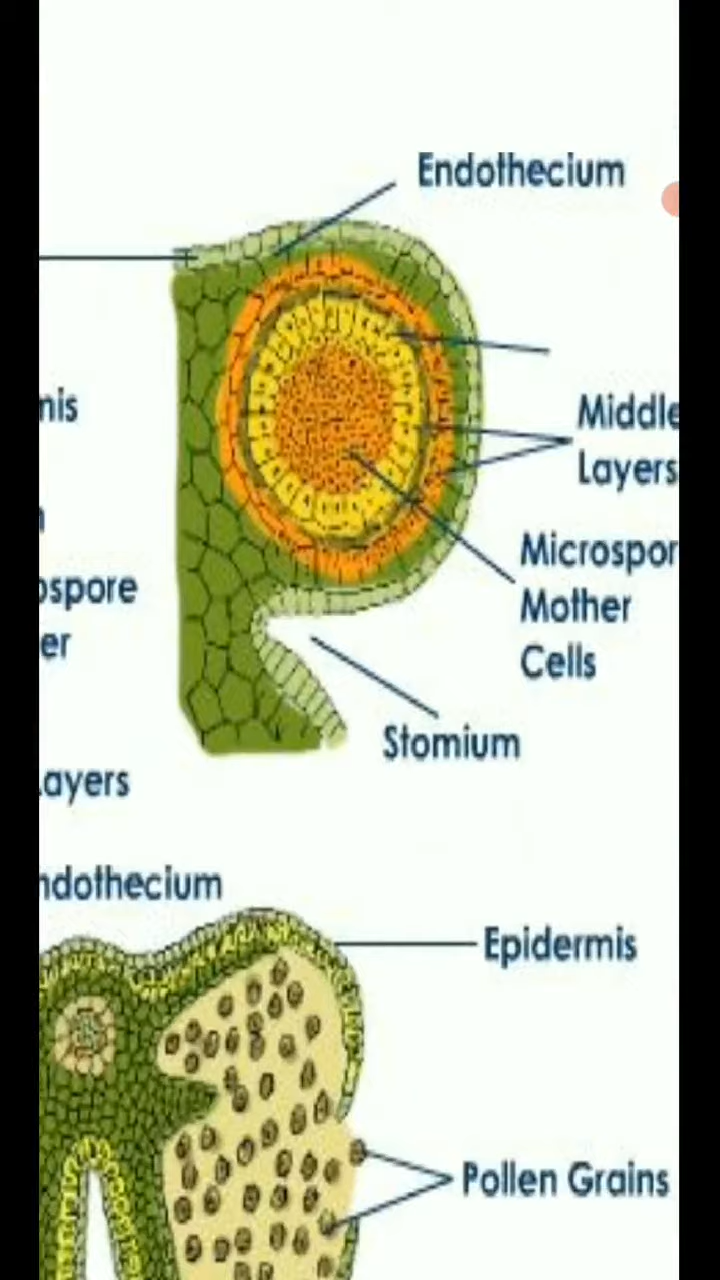 Endothecium
nis
Middle
Layers
Microspor
ospore
Mother
er
Cells
Stomium
ayers
ndothecium
Epidermis
Pollen Grains